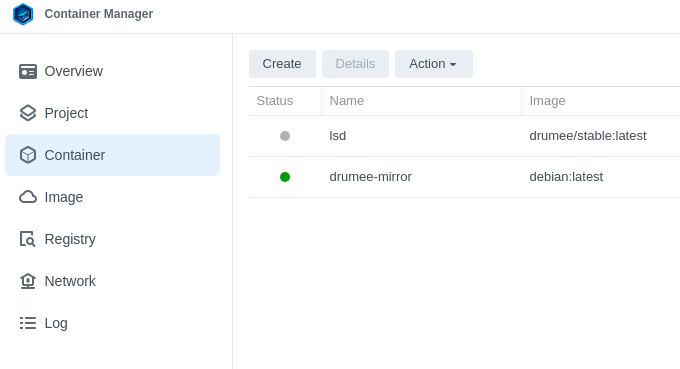 Container Manager
Overview
Project
Container
Image
Registry
Network
Log
Create Details Action
Status Name Image
lsd drumee/stable:latest
drumee-mirror debian:latest